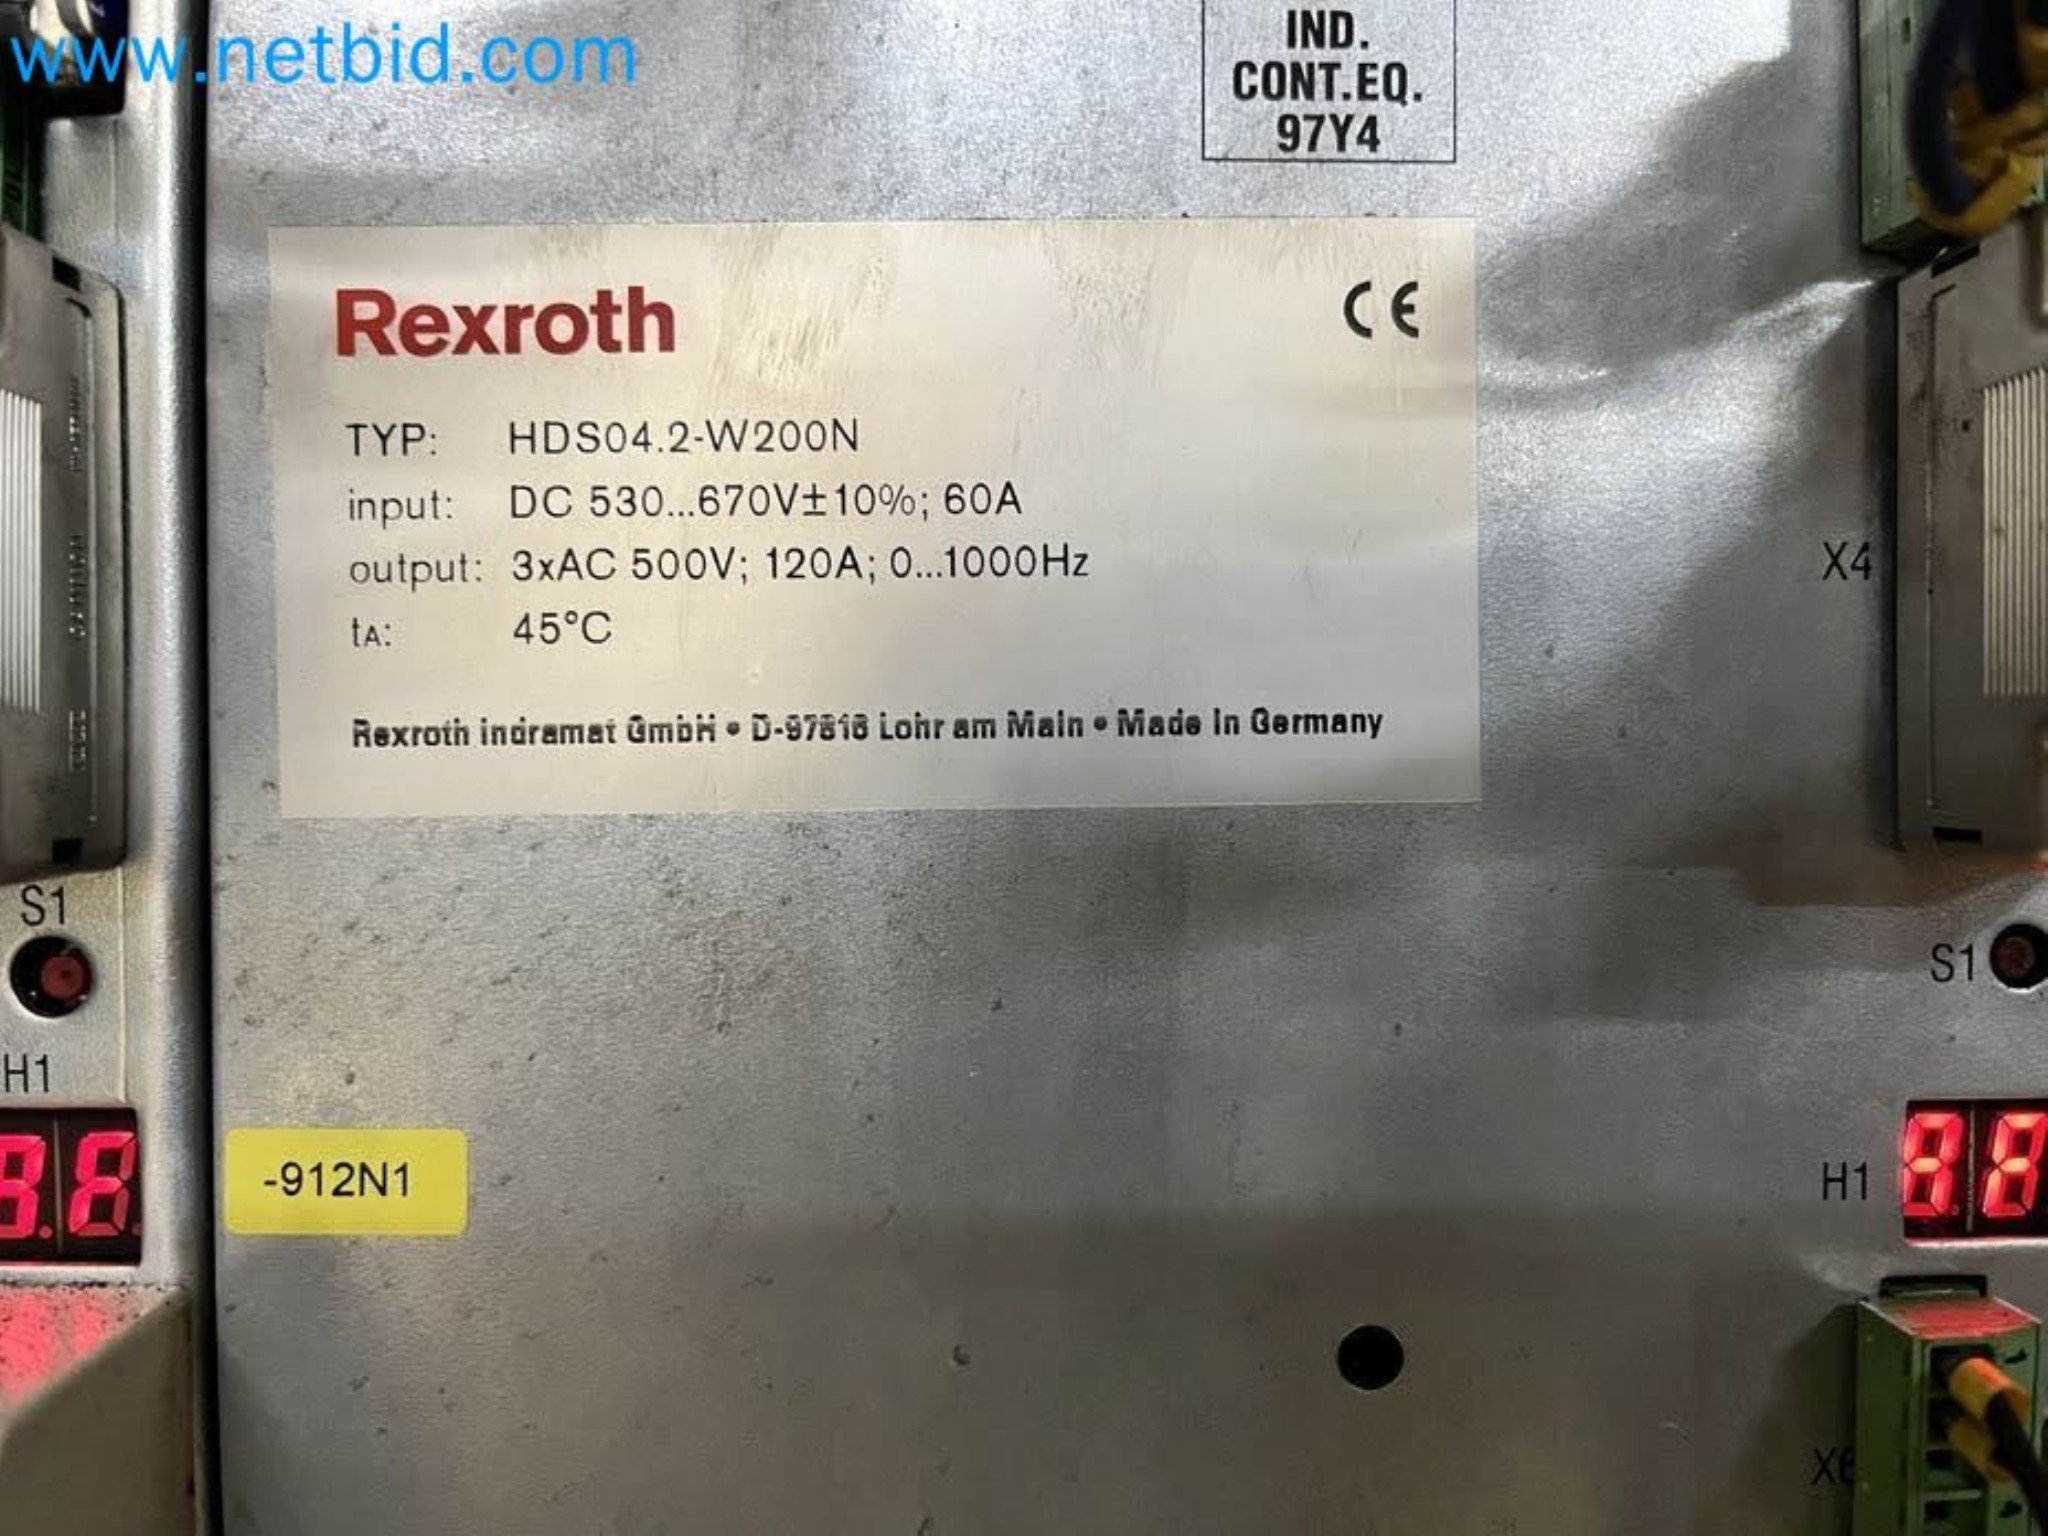 www.netbid.com
IND.
CONT.EQ.
97Y4
Rexroth
CE
TYP: HDS04.2-W200N
input: DC 530...670V±10%; 60A
output: 3xAC 500V; 120A; 0...1000Hz
tA: 45°C
Rexroth Indramat GmbH • D-97816 Lohr am Main • Made in Germany
X4
S1
S1
H1
-912N1
H1